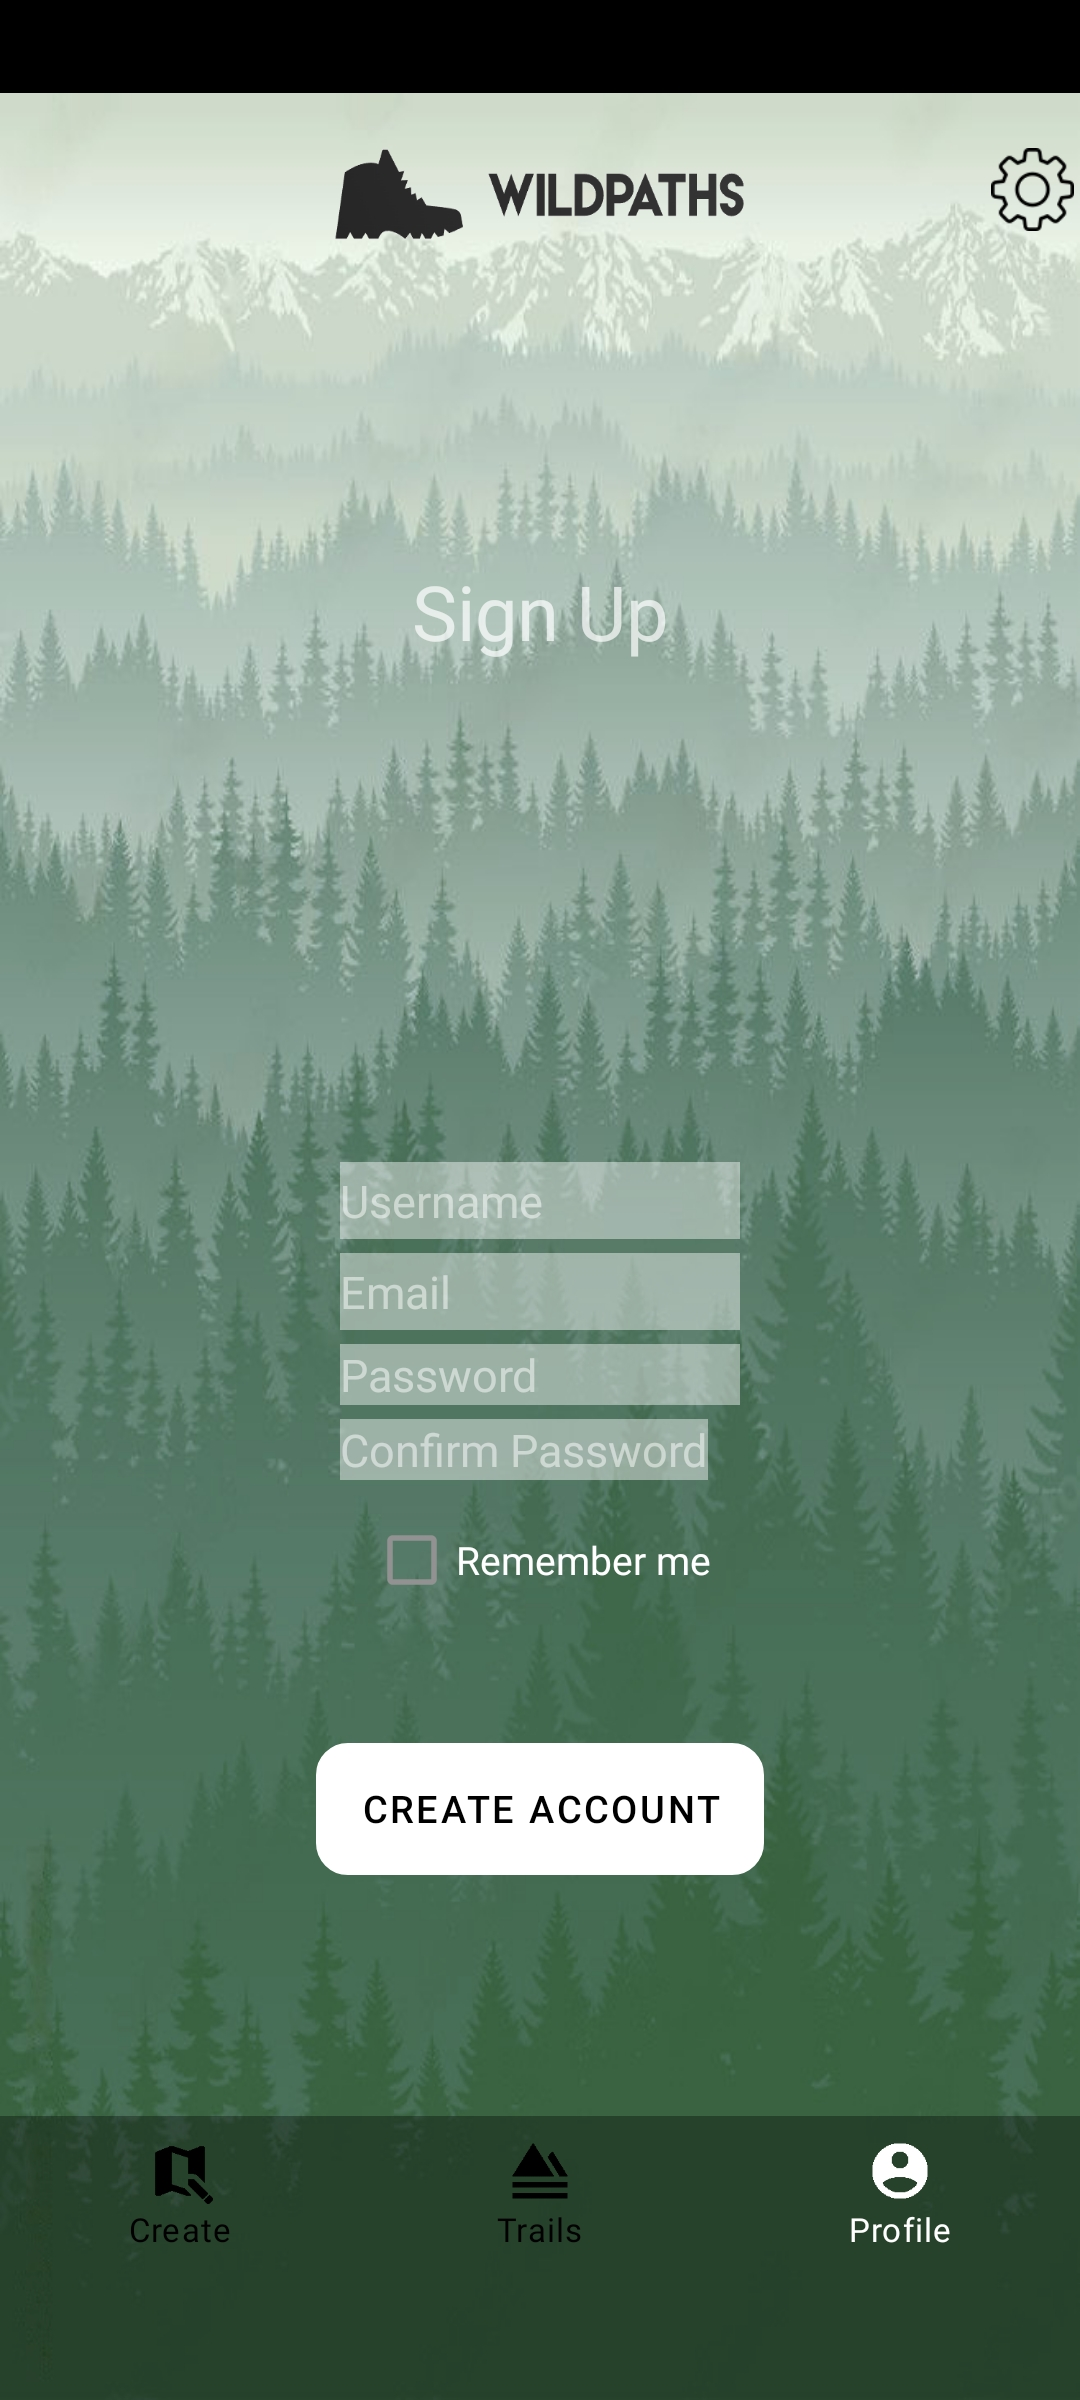 WILDPATHS
Sign Up
Username
Email
Password
Confirm Password
Remember me
CREATE ACCOUNT
Create
Trails
Profile